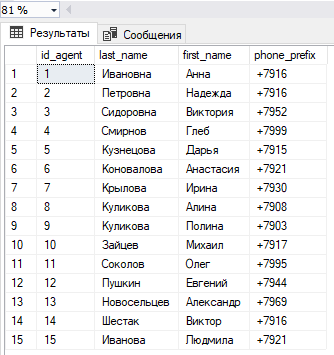 81 %
Результаты Сообщения
id_agent last_name first_name phone_prefix
1 1 Ивановна Анна +7916
2 2 Петровна Надежда +7916
3 3 Сидоровна Виктория +7952
4 4 Смирнов Глеб +7999
5 5 Кузнецова Дарья +7915
6 6 Коновалова Анастасия +7921
7 7 Крылова Ирина +7930
8 8 Куликова Алина +7908
9 9 Куликова Полина +7903
10 10 Зайцев Михаил +7917
11 11 Соколов Олег +7995
12 12 Пушкин Евгений +7944
13 13 Новосельцев Александр +7969
14 14 Шестак Виктор +7916
15 15 Иванова Людмила +7921